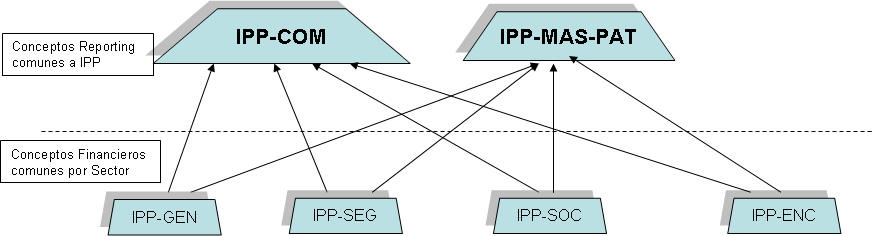 IPP-COM
IPP-MAS-PAT
Conceptos Reporting
comunes a IPP
Conceptos Financieros
comunes por Sector
IPP-GEN
IPP-SEG
IPP-SOC
IPP-ENC